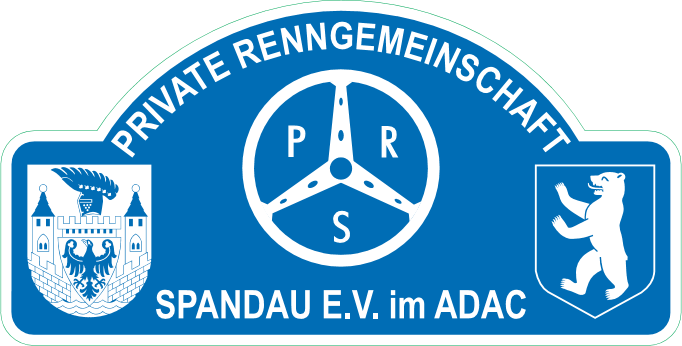 PRIVATE RENNGEMEINSCHAFT
P R
S
SPANDAU E.V. im ADAC